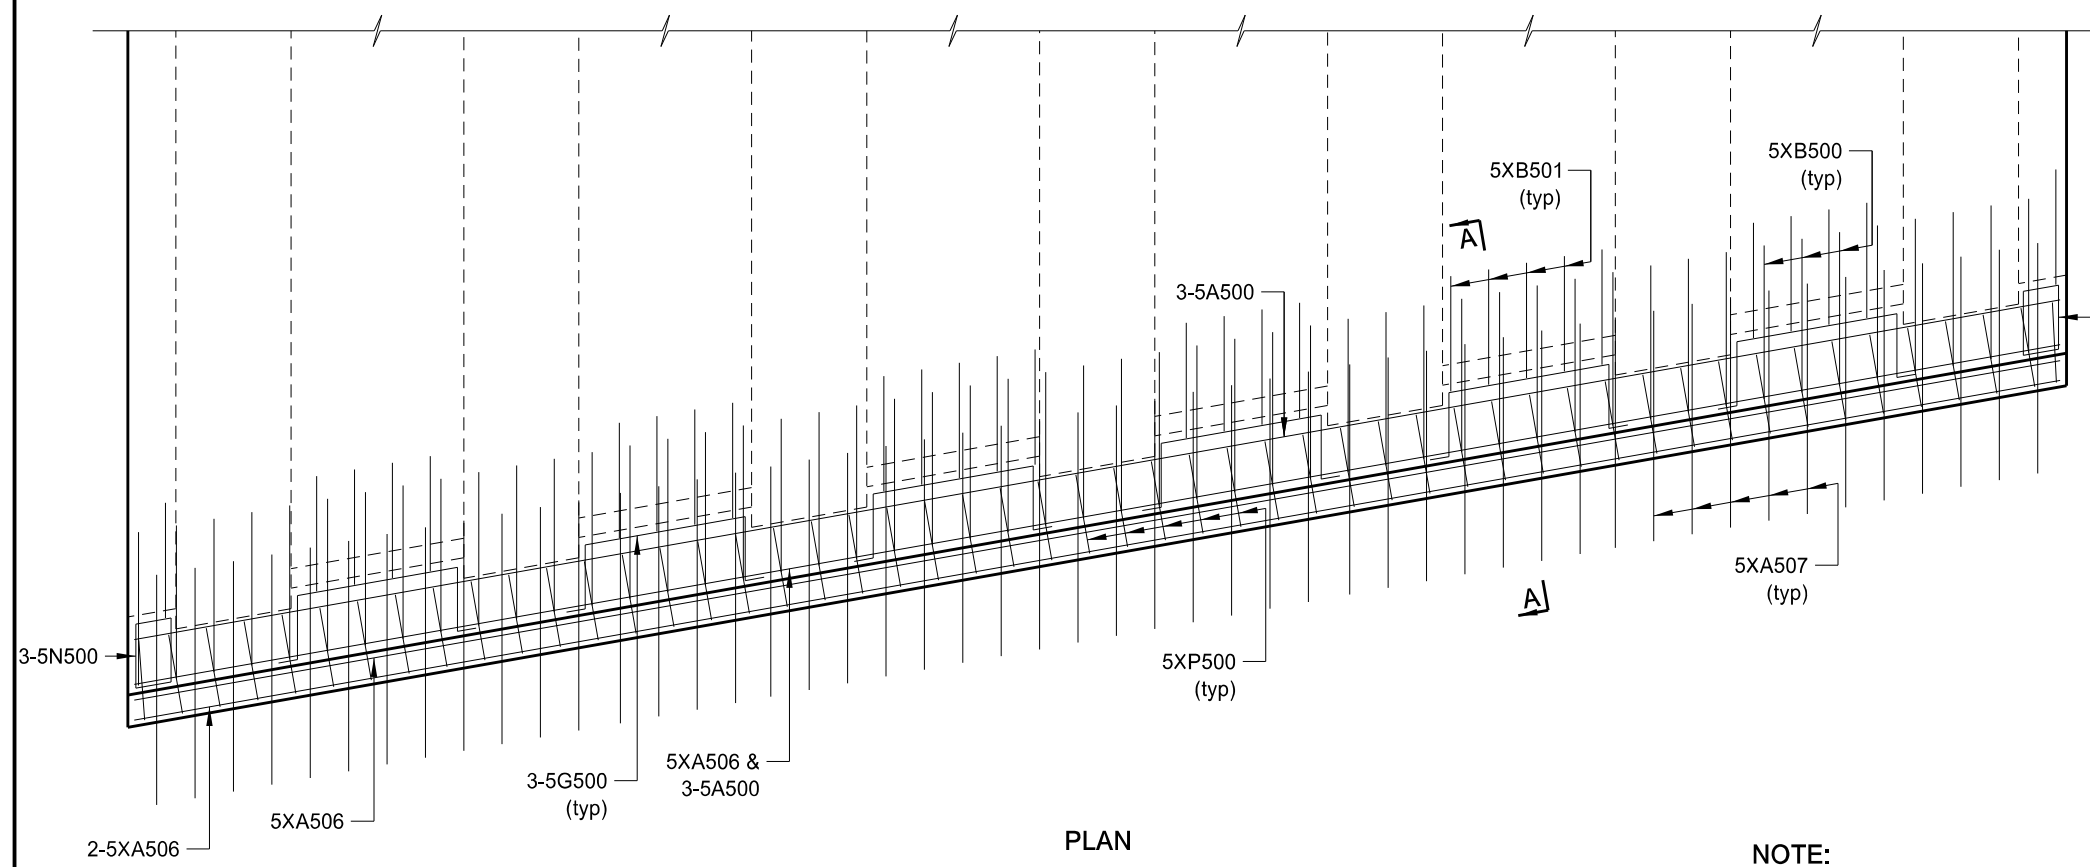 5XB500
(typ)
5XB501
(typ)
A
3-5A500
A
5XA507
(typ)
3-5N500
5XP500
(typ)
5XA506 &
3-5A500
3-5G500
(typ)
5XA506
2-5XA506
PLAN
NOTE: